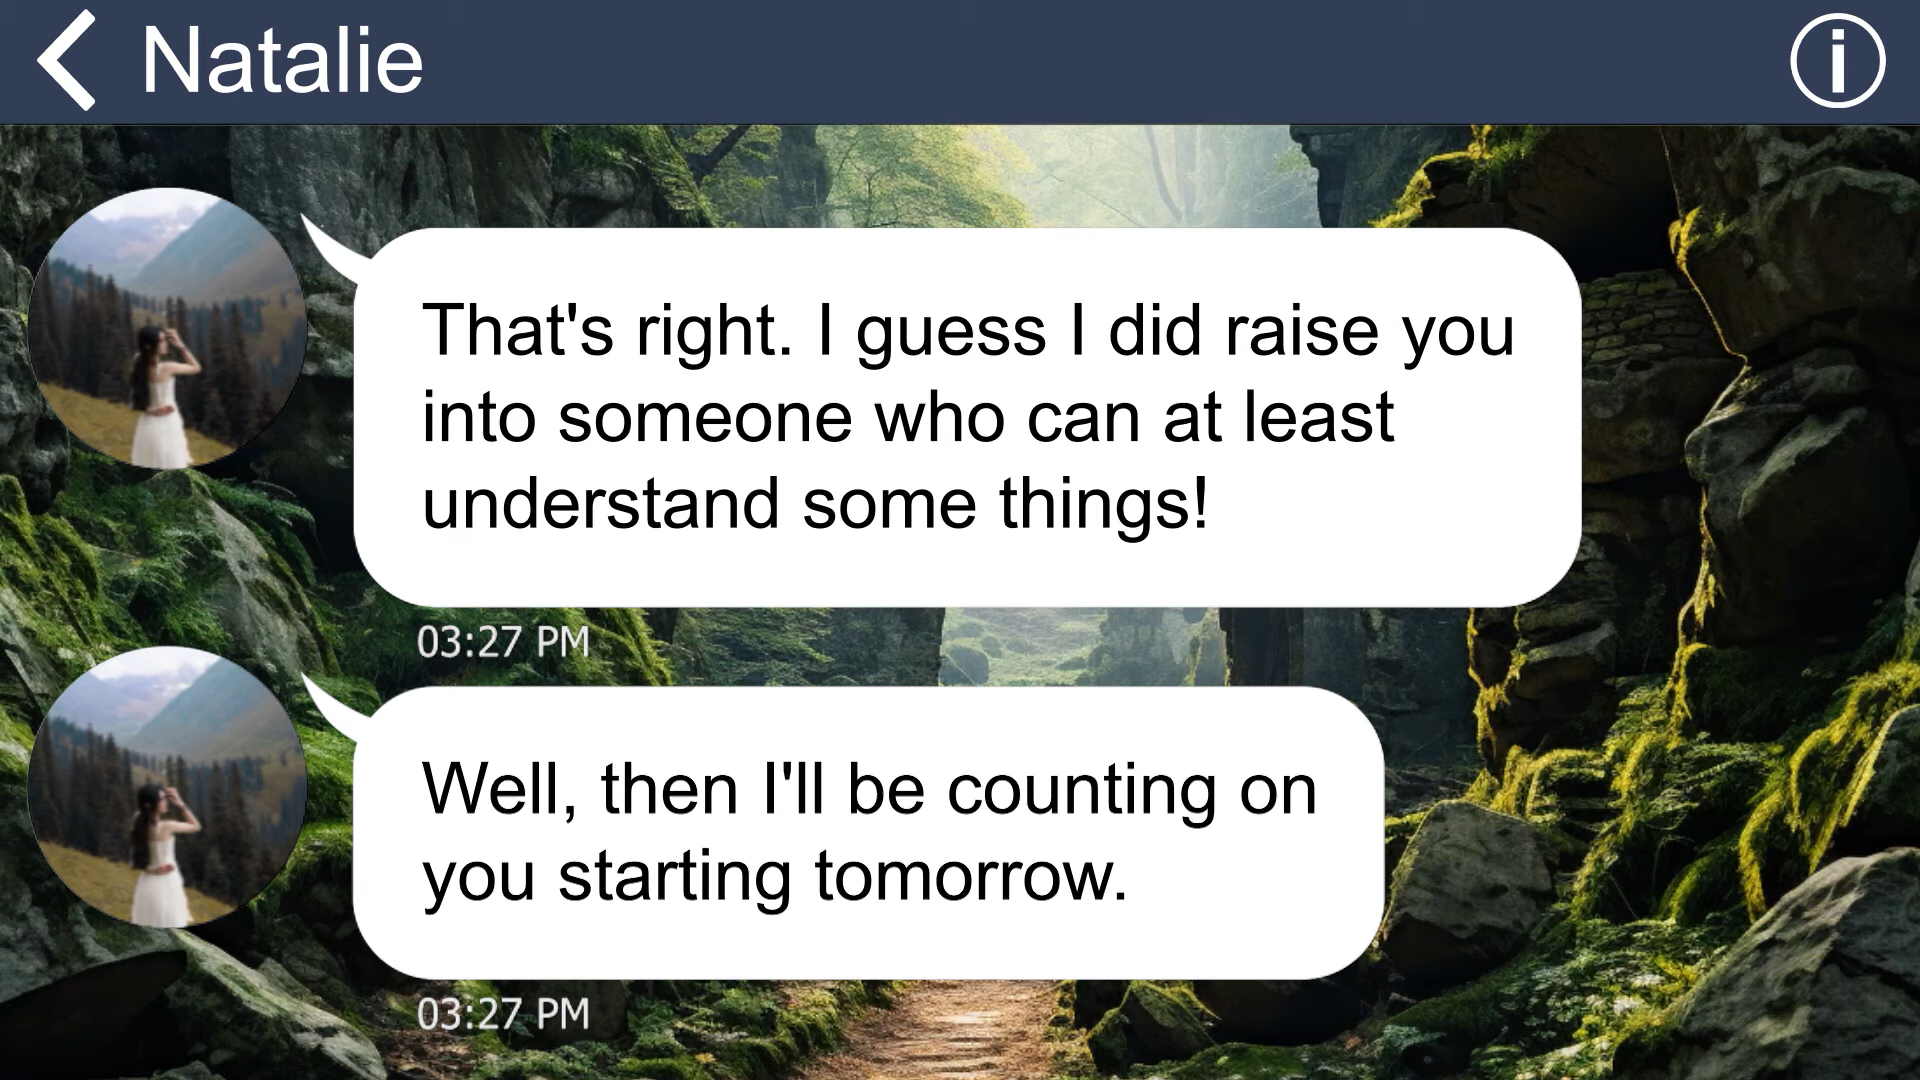 Natalie
That's right. I guess I did raise you
into someone who can at least
understand some things!
03:27 PM
Well, then I'll be counting on
you starting tomorrow.
03:27 PM